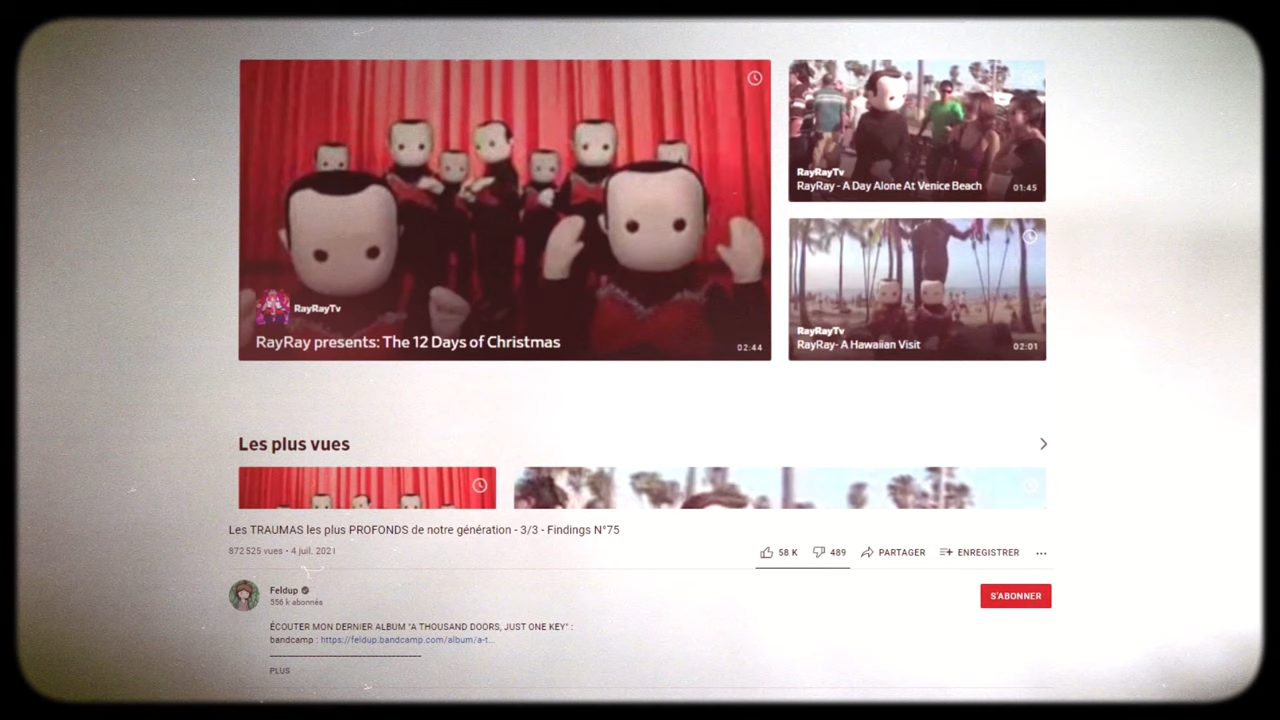 RayRayTv
RayRay presents: The 12 Days of Christmas
02:44
RayRayTv
RayRay - A Day Alone At Venice Beach
01:45
RayRayTv
RayRay- A Hawaiian Visit
02:01
Les plus vues
Les TRAUMAS les plus PROFONDS de notre génération - 3/3 - Findings N°75
872 525 vues • 4 juil. 2021
58 K
489
PARTAGER
ENREGISTRER
Feldup
556 k abonnés
S'ABONNER
ÉCOUTER MON DERNIER ALBUM "A THOUSAND DOORS, JUST ONE KEY" :
bandcamp : https://feldup.bandcamp.com/album/a-t...
PLUS